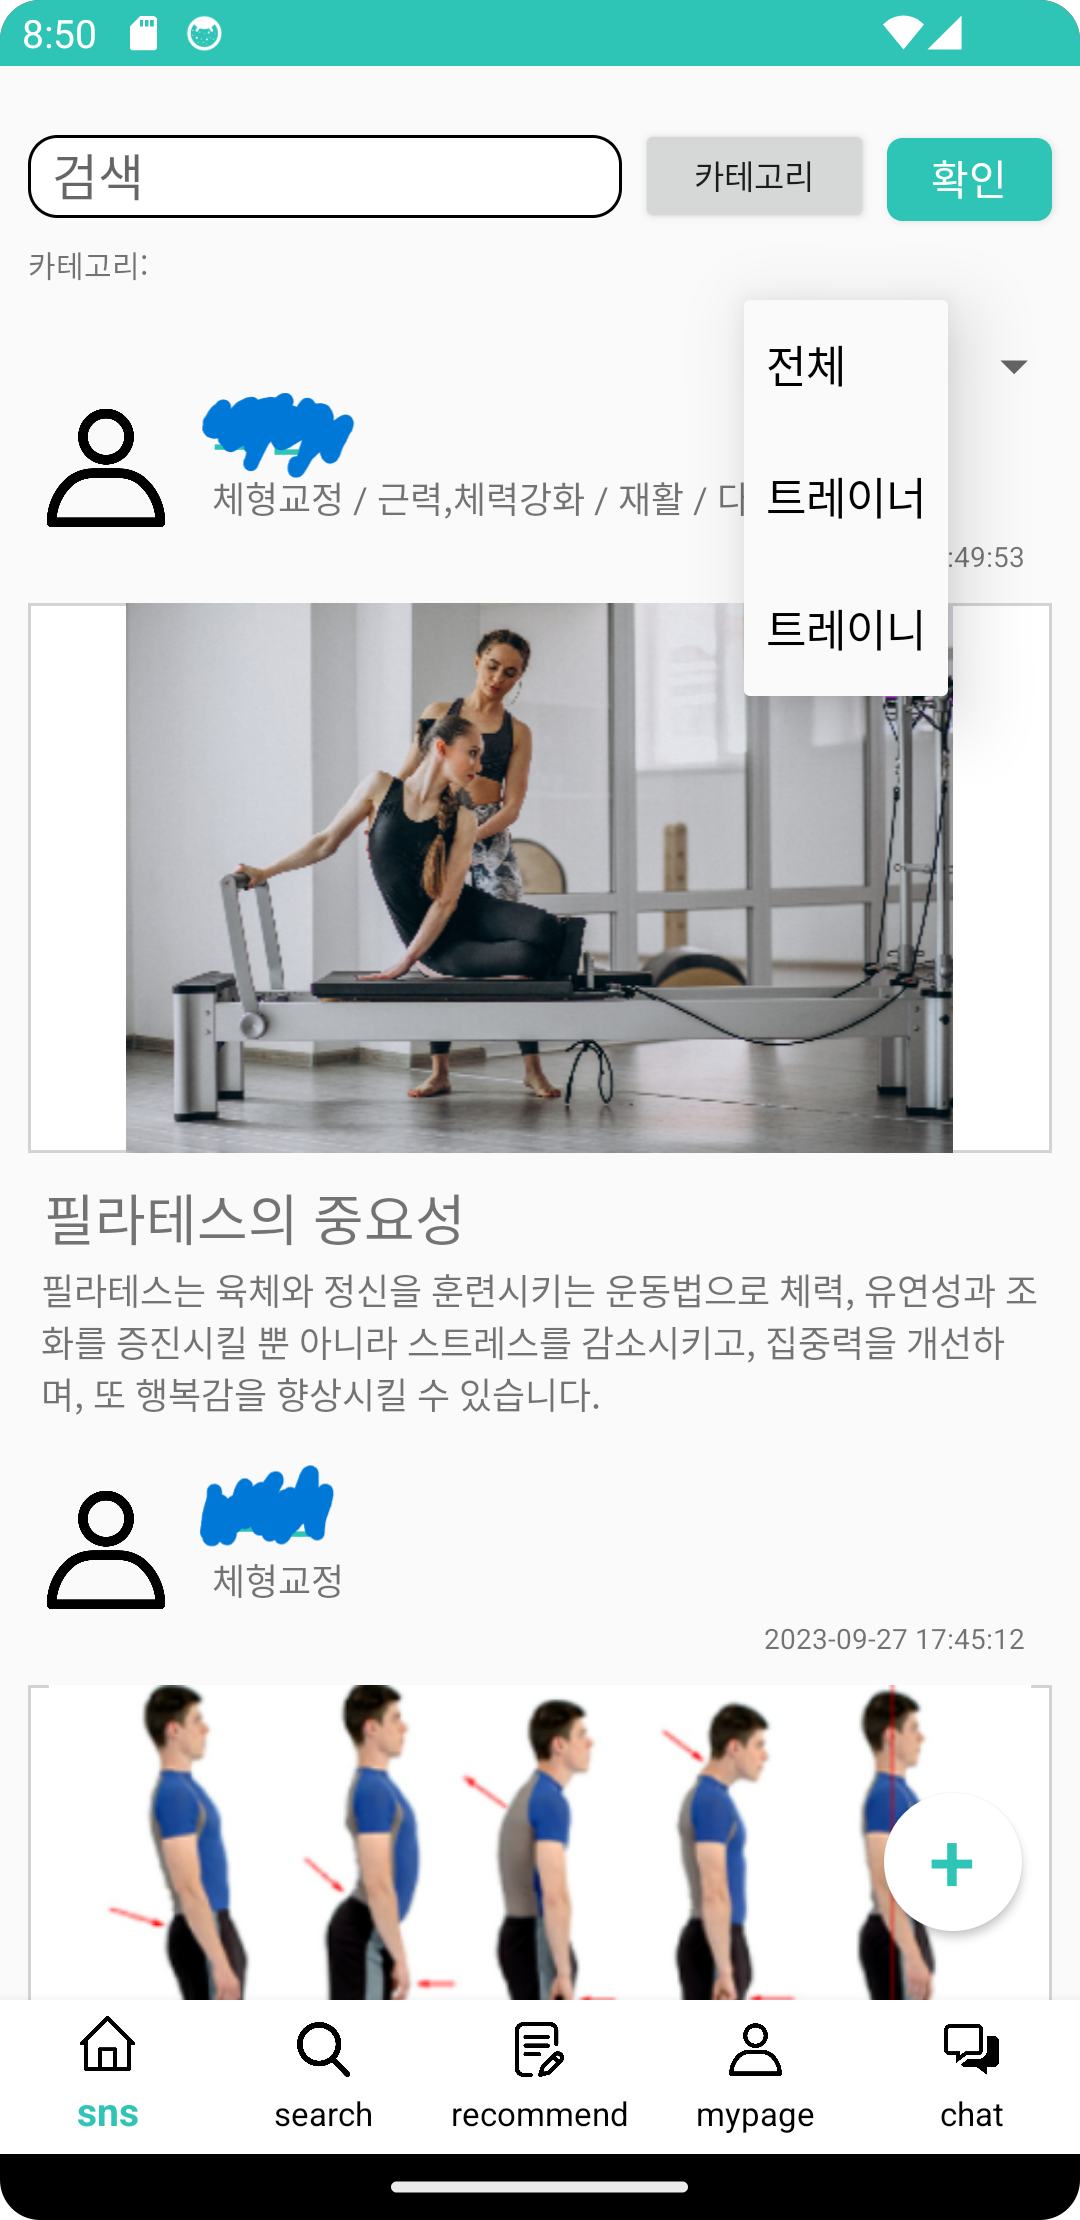 8:50
검색
카테고리
확인
카테고리:
전체
트레이너
트레이니
체형교정 / 근력,체력강화 / 재활 / 다
:49:53
필라테스의 중요성
필라테스는 육체와 정신을 훈련시키는 운동법으로 체력, 유연성과 조
화를 증진시킬 뿐 아니라 스트레스를 감소시키고, 집중력을 개선하
며, 또 행복감을 향상시킬 수 있습니다.
체형교정
2023-09-27 17:45:12
sns
search
recommend
mypage
chat